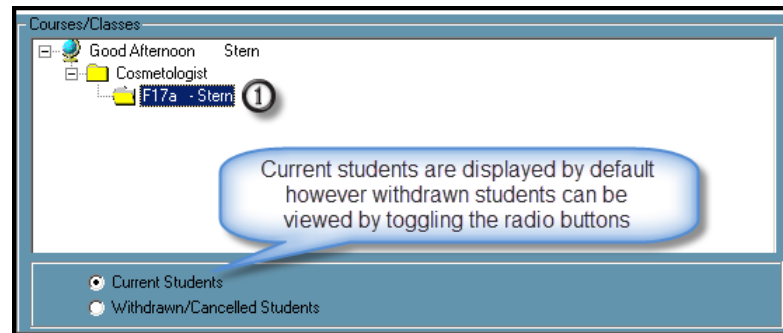 Courses/Classes
Good Afternoon Stern
Cosmetologist
F17a - Stern 1
Current students are displayed by default
however withdrawn students can be
viewed by toggling the radio buttons
Current Students
Withdrawn/Cancelled Students